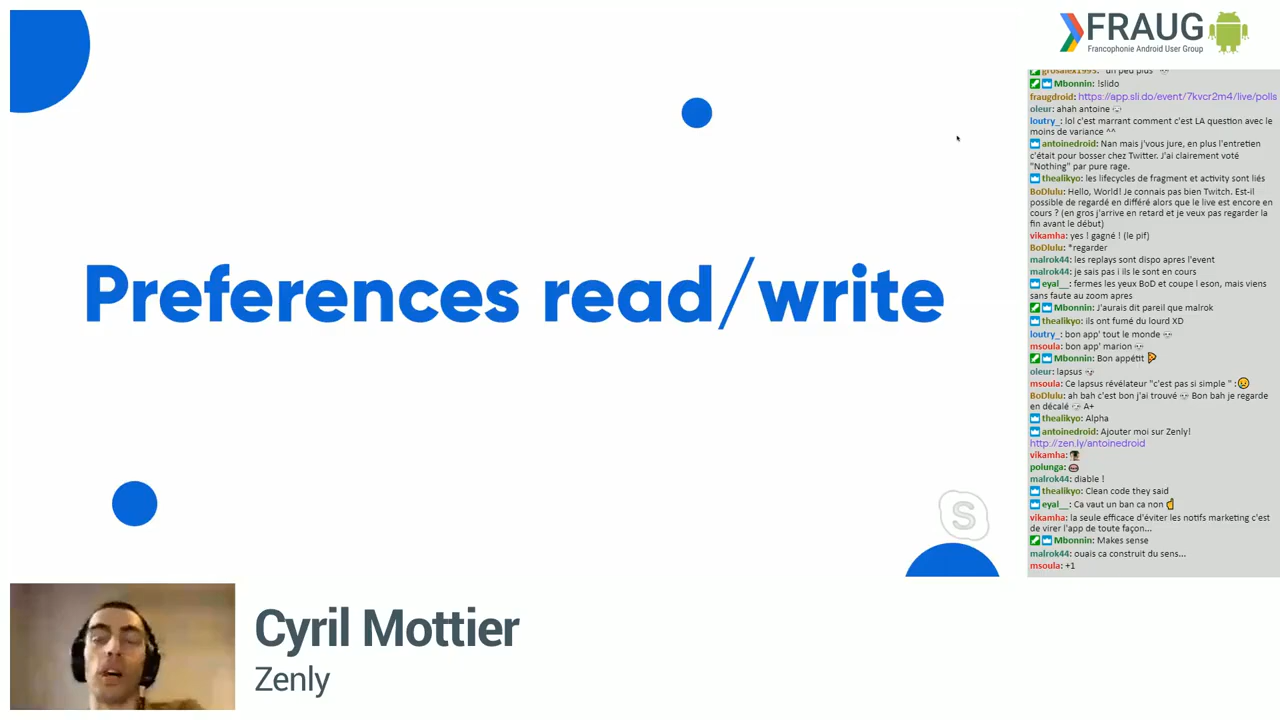 FRAUG
Francophonie Android User Group
grosalex1995: "un peu plus"
Mbonnin: !slido
fraugdroid: https://app.sli.do/event/7kvcr2m4/live/polls
oleur: ahah antoine
loutry_: lol c'est marrant comment c'est LA question avec le
moins de variance ^^
antoinedroid: Nan mais j'vous jure, en plus l'entretien
c'était pour bosser chez Twitter. J'ai clairement voté
"Nothing" par pure rage.
thealikyo: les lifecycles de fragment et activity sont liés
BoDlulu: Hello, World! Je connais pas bien Twitch. Est-il
possible de regardé en différé alors que le live est encore en
cours ? (en gros j'arrive en retard et je veux pas regarder la
fin avant le début)
vikamha: yes ! gagné ! (le pif)
BoDlulu: *regarder
malrok44: les replays sont dispo apres l'event
malrok44: je sais pas i ils le sont en cours
eyal__: fermes les yeux BoD et coupe l eson, mais viens
sans faute au zoom apres
Mbonnin: J'aurais dit pareil que malrok
thealikyo: ils ont fumé du lourd XD
loutry_: bon app' tout le monde
msoula: bon app' marion
Mbonnin: Bon appétit
oleur: lapsus
msoula: Ce lapsus révélateur "c'est pas si simple " :
BoDlulu: ah bah c'est bon j'ai trouvé Bon bah je regarde
en décalé A+
thealikyo: Alpha
antoinedroid: Ajouter moi sur Zenly!
http://zen.ly/antoinedroid
vikamha:
polunga:
malrok44: diable !
thealikyo: Clean code they said
eyal__: Ca vaut un ban ca non
vikamha: la seule efficace d'éviter les notifs marketing c'est
de virer l'app de toute façon...
Mbonnin: Makes sense
malrok44: ouais ca construit du sens...
msoula: +1
Preferences read/write
S
Cyril Mottier
Zenly